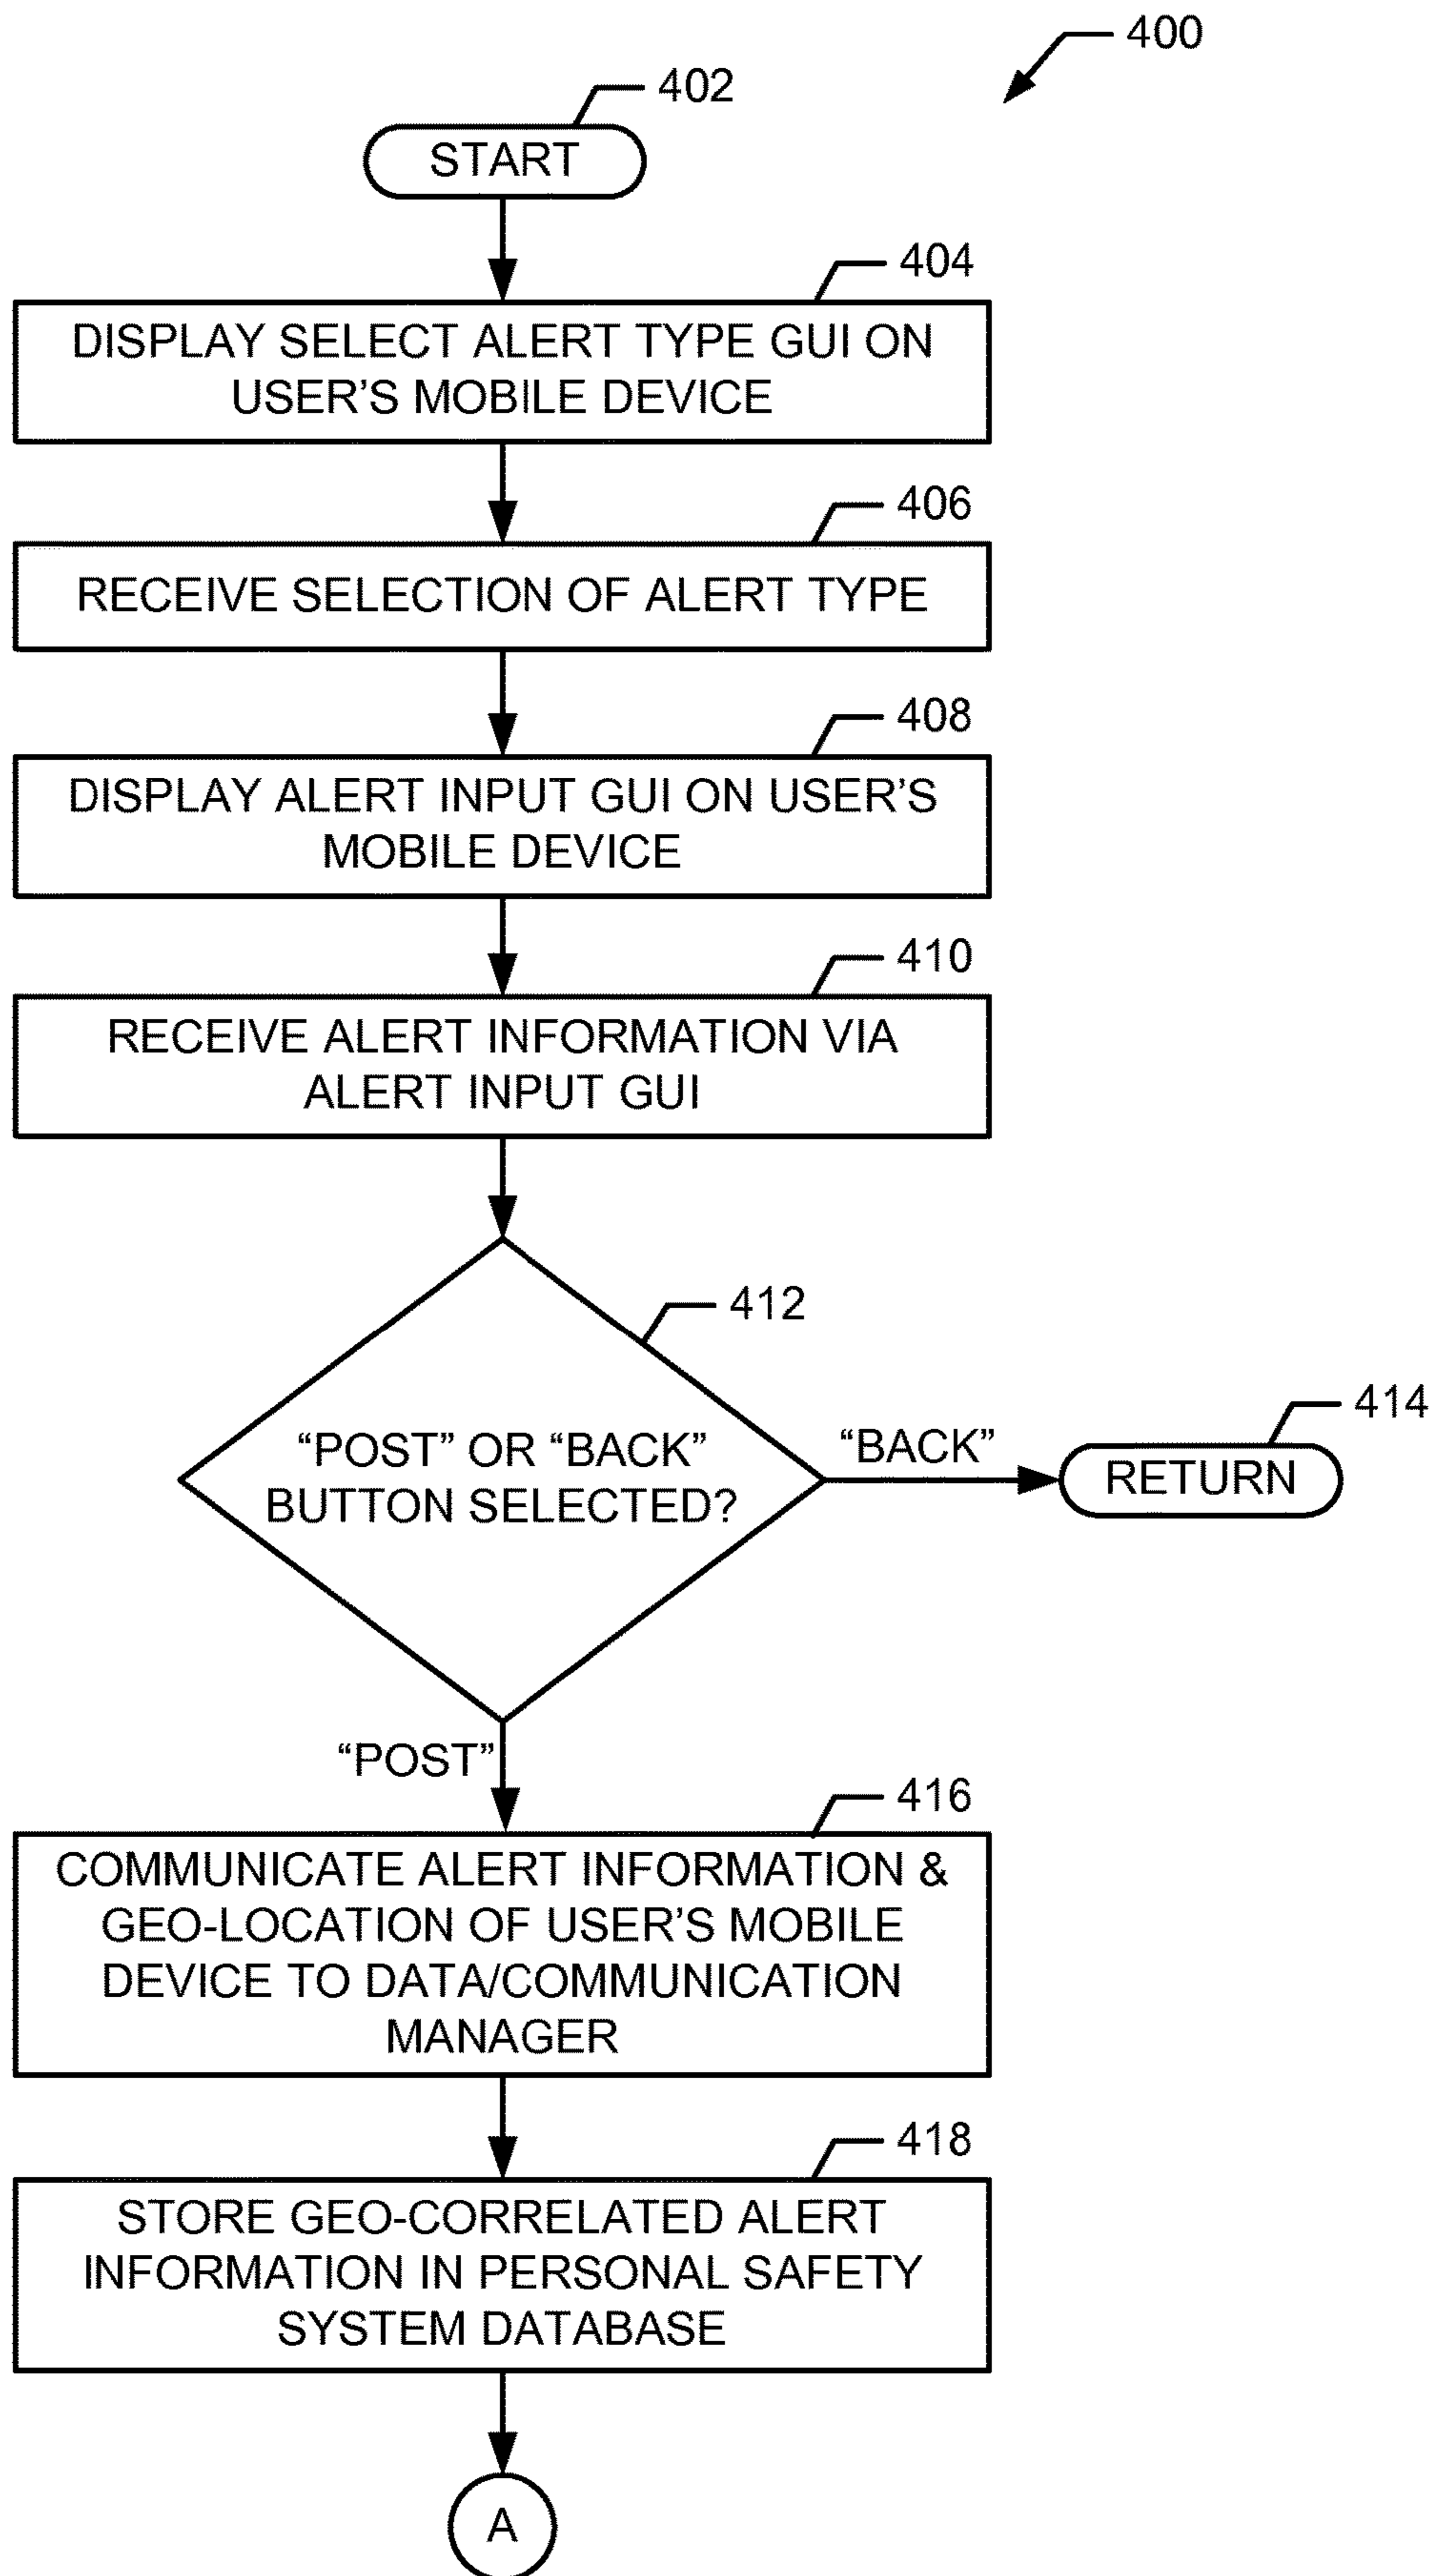 400
402
START
404
DISPLAY SELECT ALERT TYPE GUI ON
USER’S MOBILE DEVICE
406
RECEIVE SELECTION OF ALERT TYPE
408
DISPLAY ALERT INPUT GUI ON USER’S
MOBILE DEVICE
410
RECEIVE ALERT INFORMATION VIA
ALERT INPUT GUI
412
“POST” OR “BACK”
BUTTON SELECTED?
“BACK”
414
RETURN
“POST”
416
COMMUNICATE ALERT INFORMATION &
GEO-LOCATION OF USER’S MOBILE
DEVICE TO DATA/COMMUNICATION
MANAGER
418
STORE GEO-CORRELATED ALERT
INFORMATION IN PERSONAL SAFETY
SYSTEM DATABASE
A